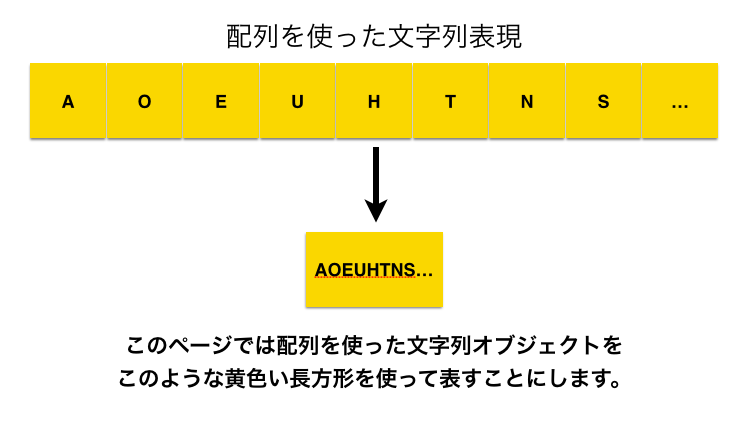 配列を使った文字列表現
A O E U H T N S …
AOEUHTNS…
このページでは配列を使った文字列オブジェクトを
このような黄色い長方形を使って表すことにします。